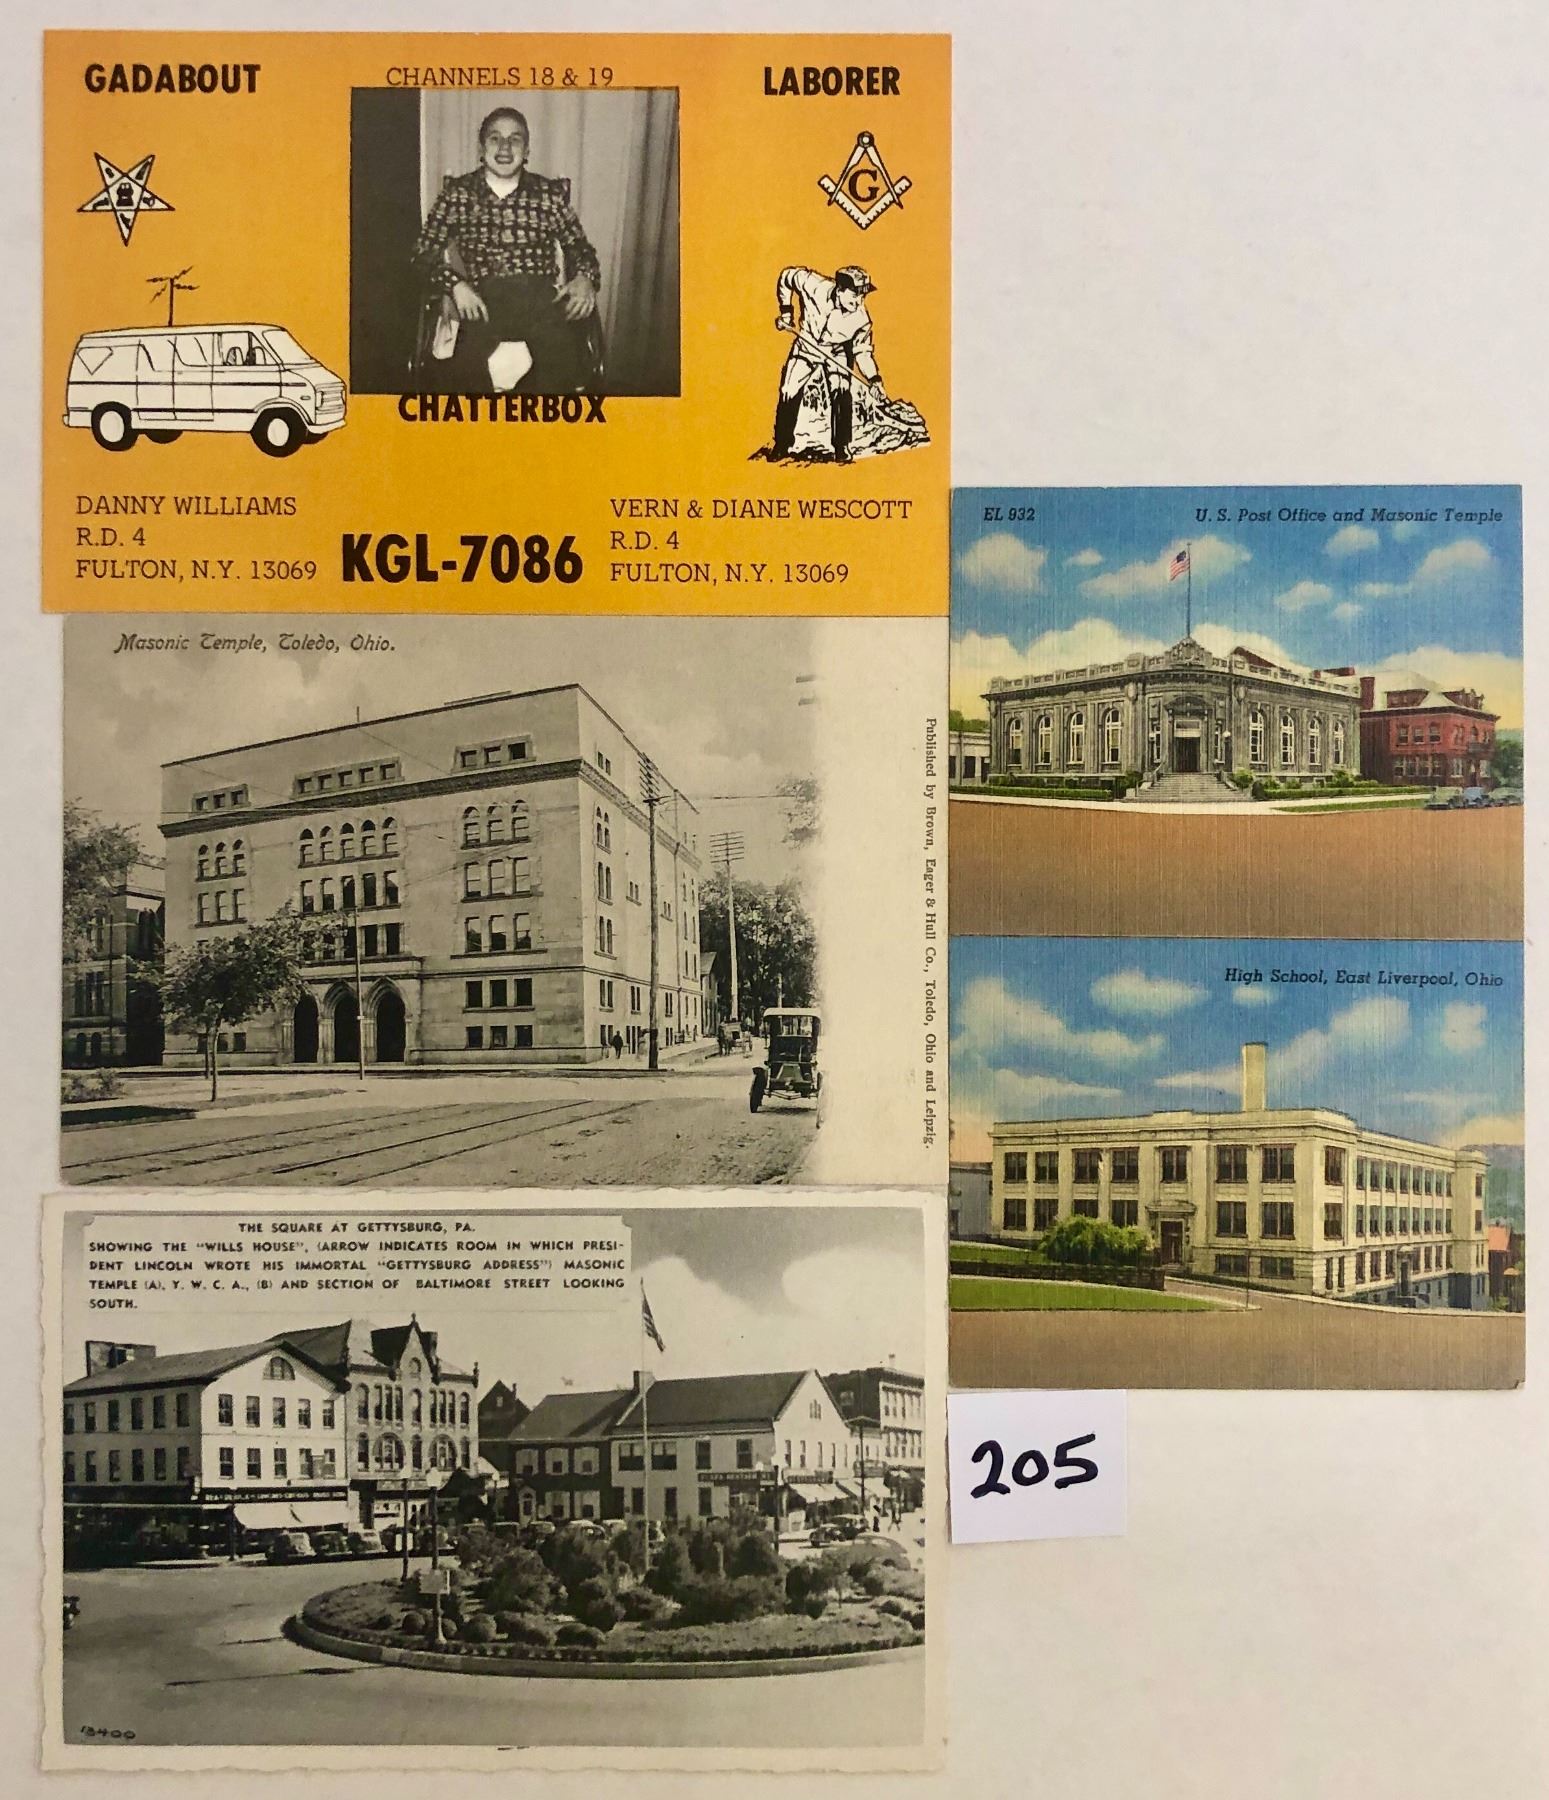 GADABOUT
CHANNELS 18 & 19
LABORER
G
CHATTERBOX
DANNY WILLIAMS
R.D. 4
FULTON, N.Y. 13069
KGL-7086
VERN & DIANE WESCOTT
R.D. 4
FULTON, N.Y. 13069
Masonic Temple, Toledo, Ohio.
Published by Brown, Eager & Hull Co., Toledo, Ohio and Leipzig.
EL 932
U. S. Post Office and Masonic Temple
High School, East Liverpool, Ohio
THE SQUARE AT GETTYSBURG, PA.
SHOWING THE "WILLS HOUSE", (ARROW INDICATES ROOM IN WHICH PRESI-
DENT LINCOLN WROTE HIS IMMORTAL "GETTYSBURG ADDRESS") MASONIC
TEMPLE (A), Y. W. C. A., (B) AND SECTION OF BALTIMORE STREET LOOKING
SOUTH.
13400
205